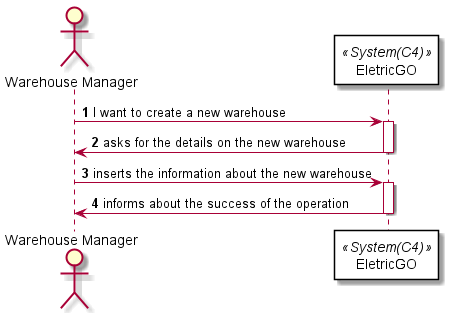 Warehouse Manager
«System(C4)»
EletricGO
1 I want to create a new warehouse
2 asks for the details on the new warehouse
3 inserts the information about the new warehouse
4 informs about the success of the operation
Warehouse Manager
«System(C4)»
EletricGO